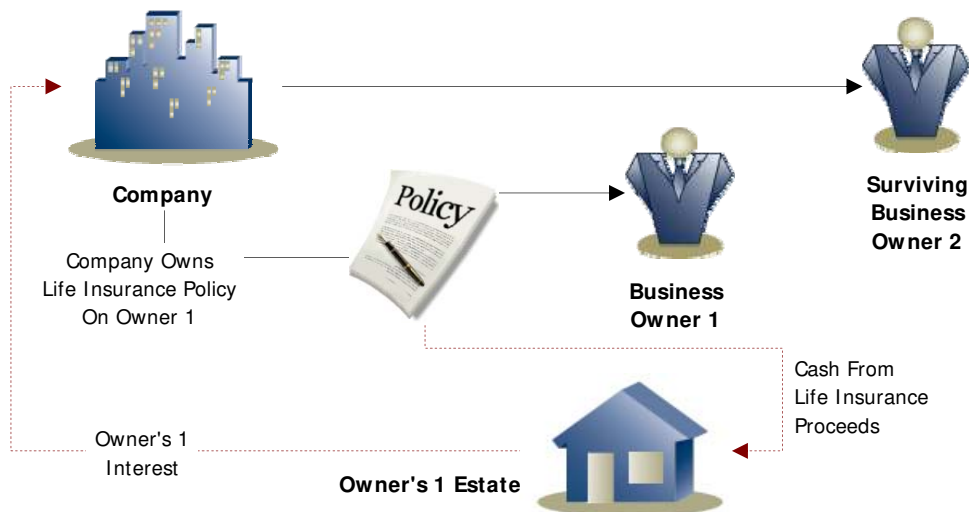 Company
Company Owns
Life Insurance Policy
On Owner 1
Policy
Business
Owner 1
Surviving
Business
Owner 2
Cash From
Life Insurance
Proceeds
Owner's 1
Interest
Owner's 1 Estate